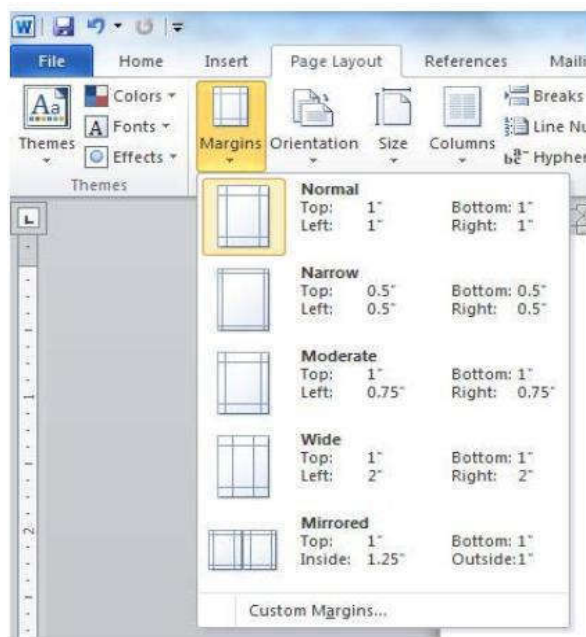 W
File Home Insert Page Layout References Maili
Aa Colors Breaks
A Fonts Line Nu
Themes Effects Margins Orientation Size Columns Hyphen
Themes
L
Normal
Top: 1" Bottom: 1"
Left: 1" Right: 1"
Narrow
Top: 0.5" Bottom: 0.5"
Left: 0.5" Right: 0.5"
Moderate
Top: 1" Bottom: 1"
Left: 0.75" Right: 0.75"
1
Wide
Top: 1" Bottom: 1"
Left: 2" Right: 2"
2
Mirrored
Top: 1" Bottom: 1"
Inside: 1.25" Outside:1"
Custom Margins...